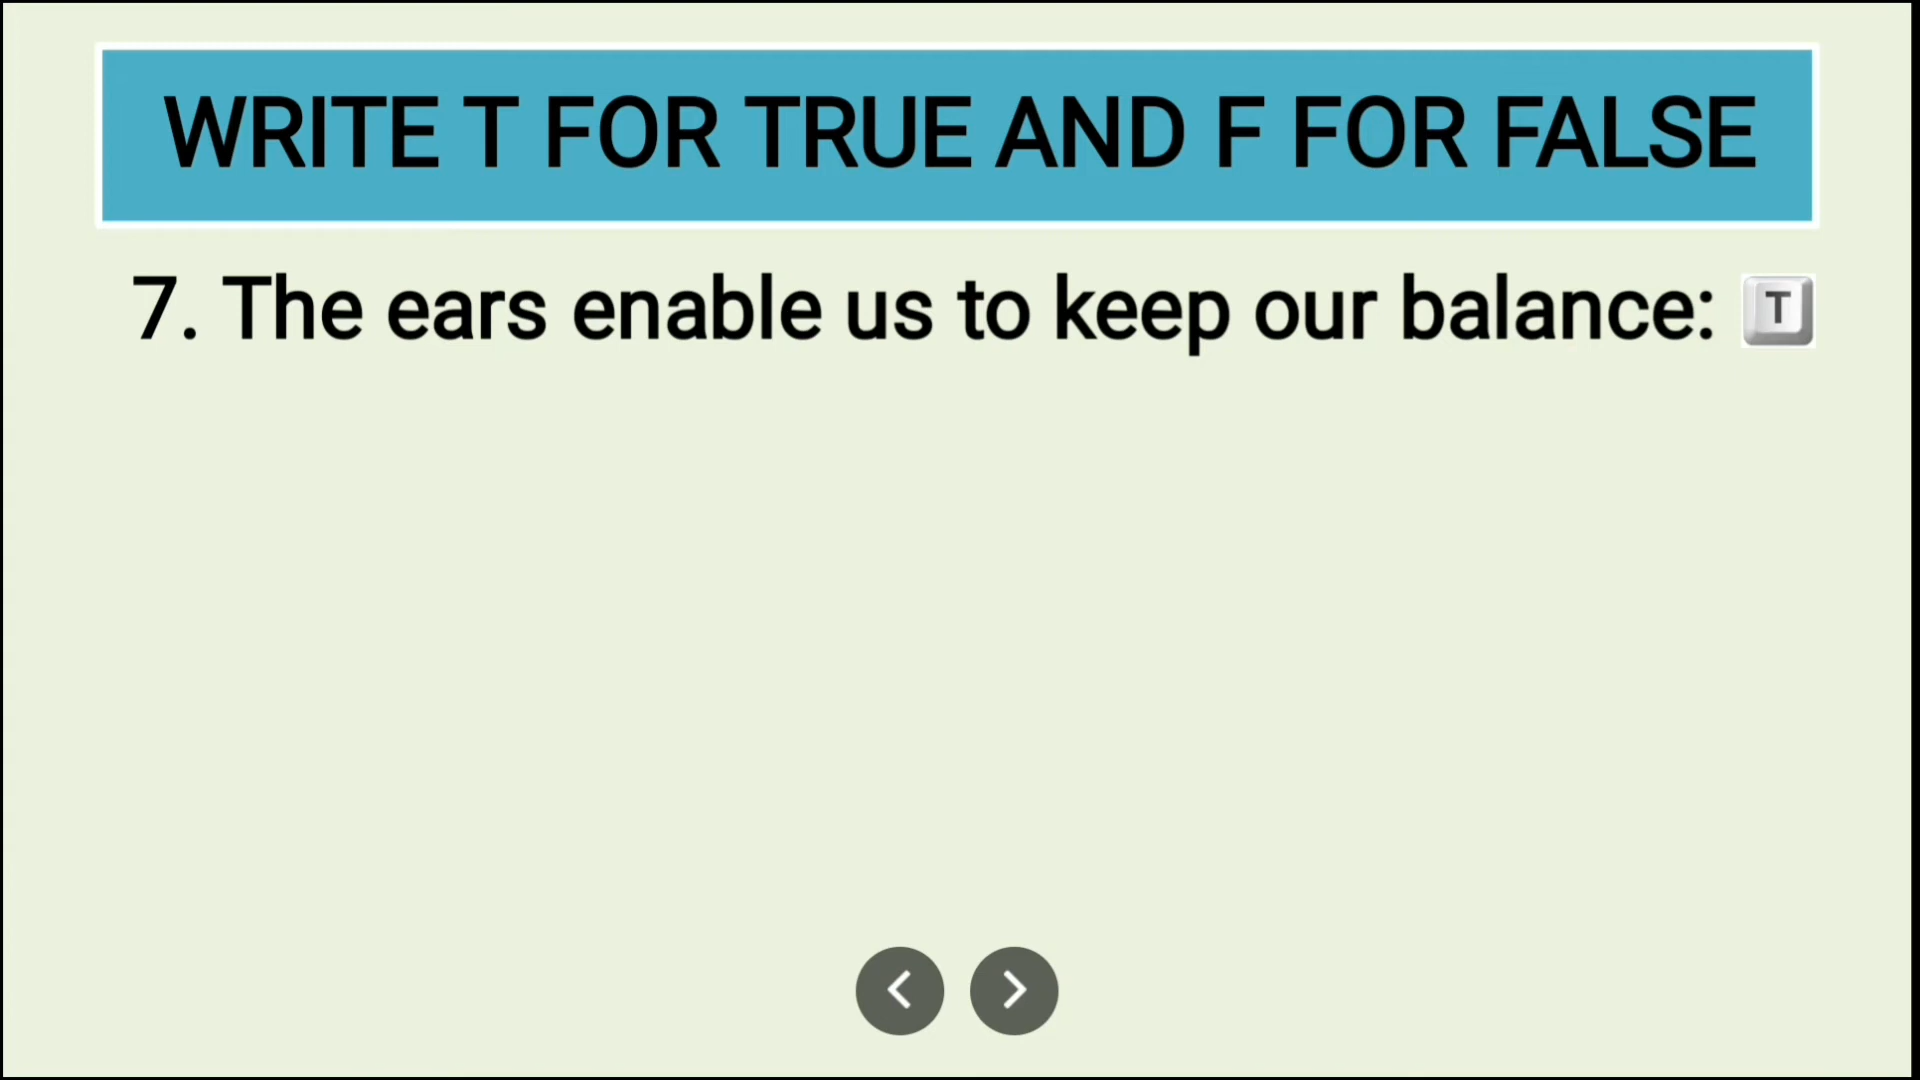 WRITE T FOR TRUE AND F FOR FALSE
7. The ears enable us to keep our balance: T